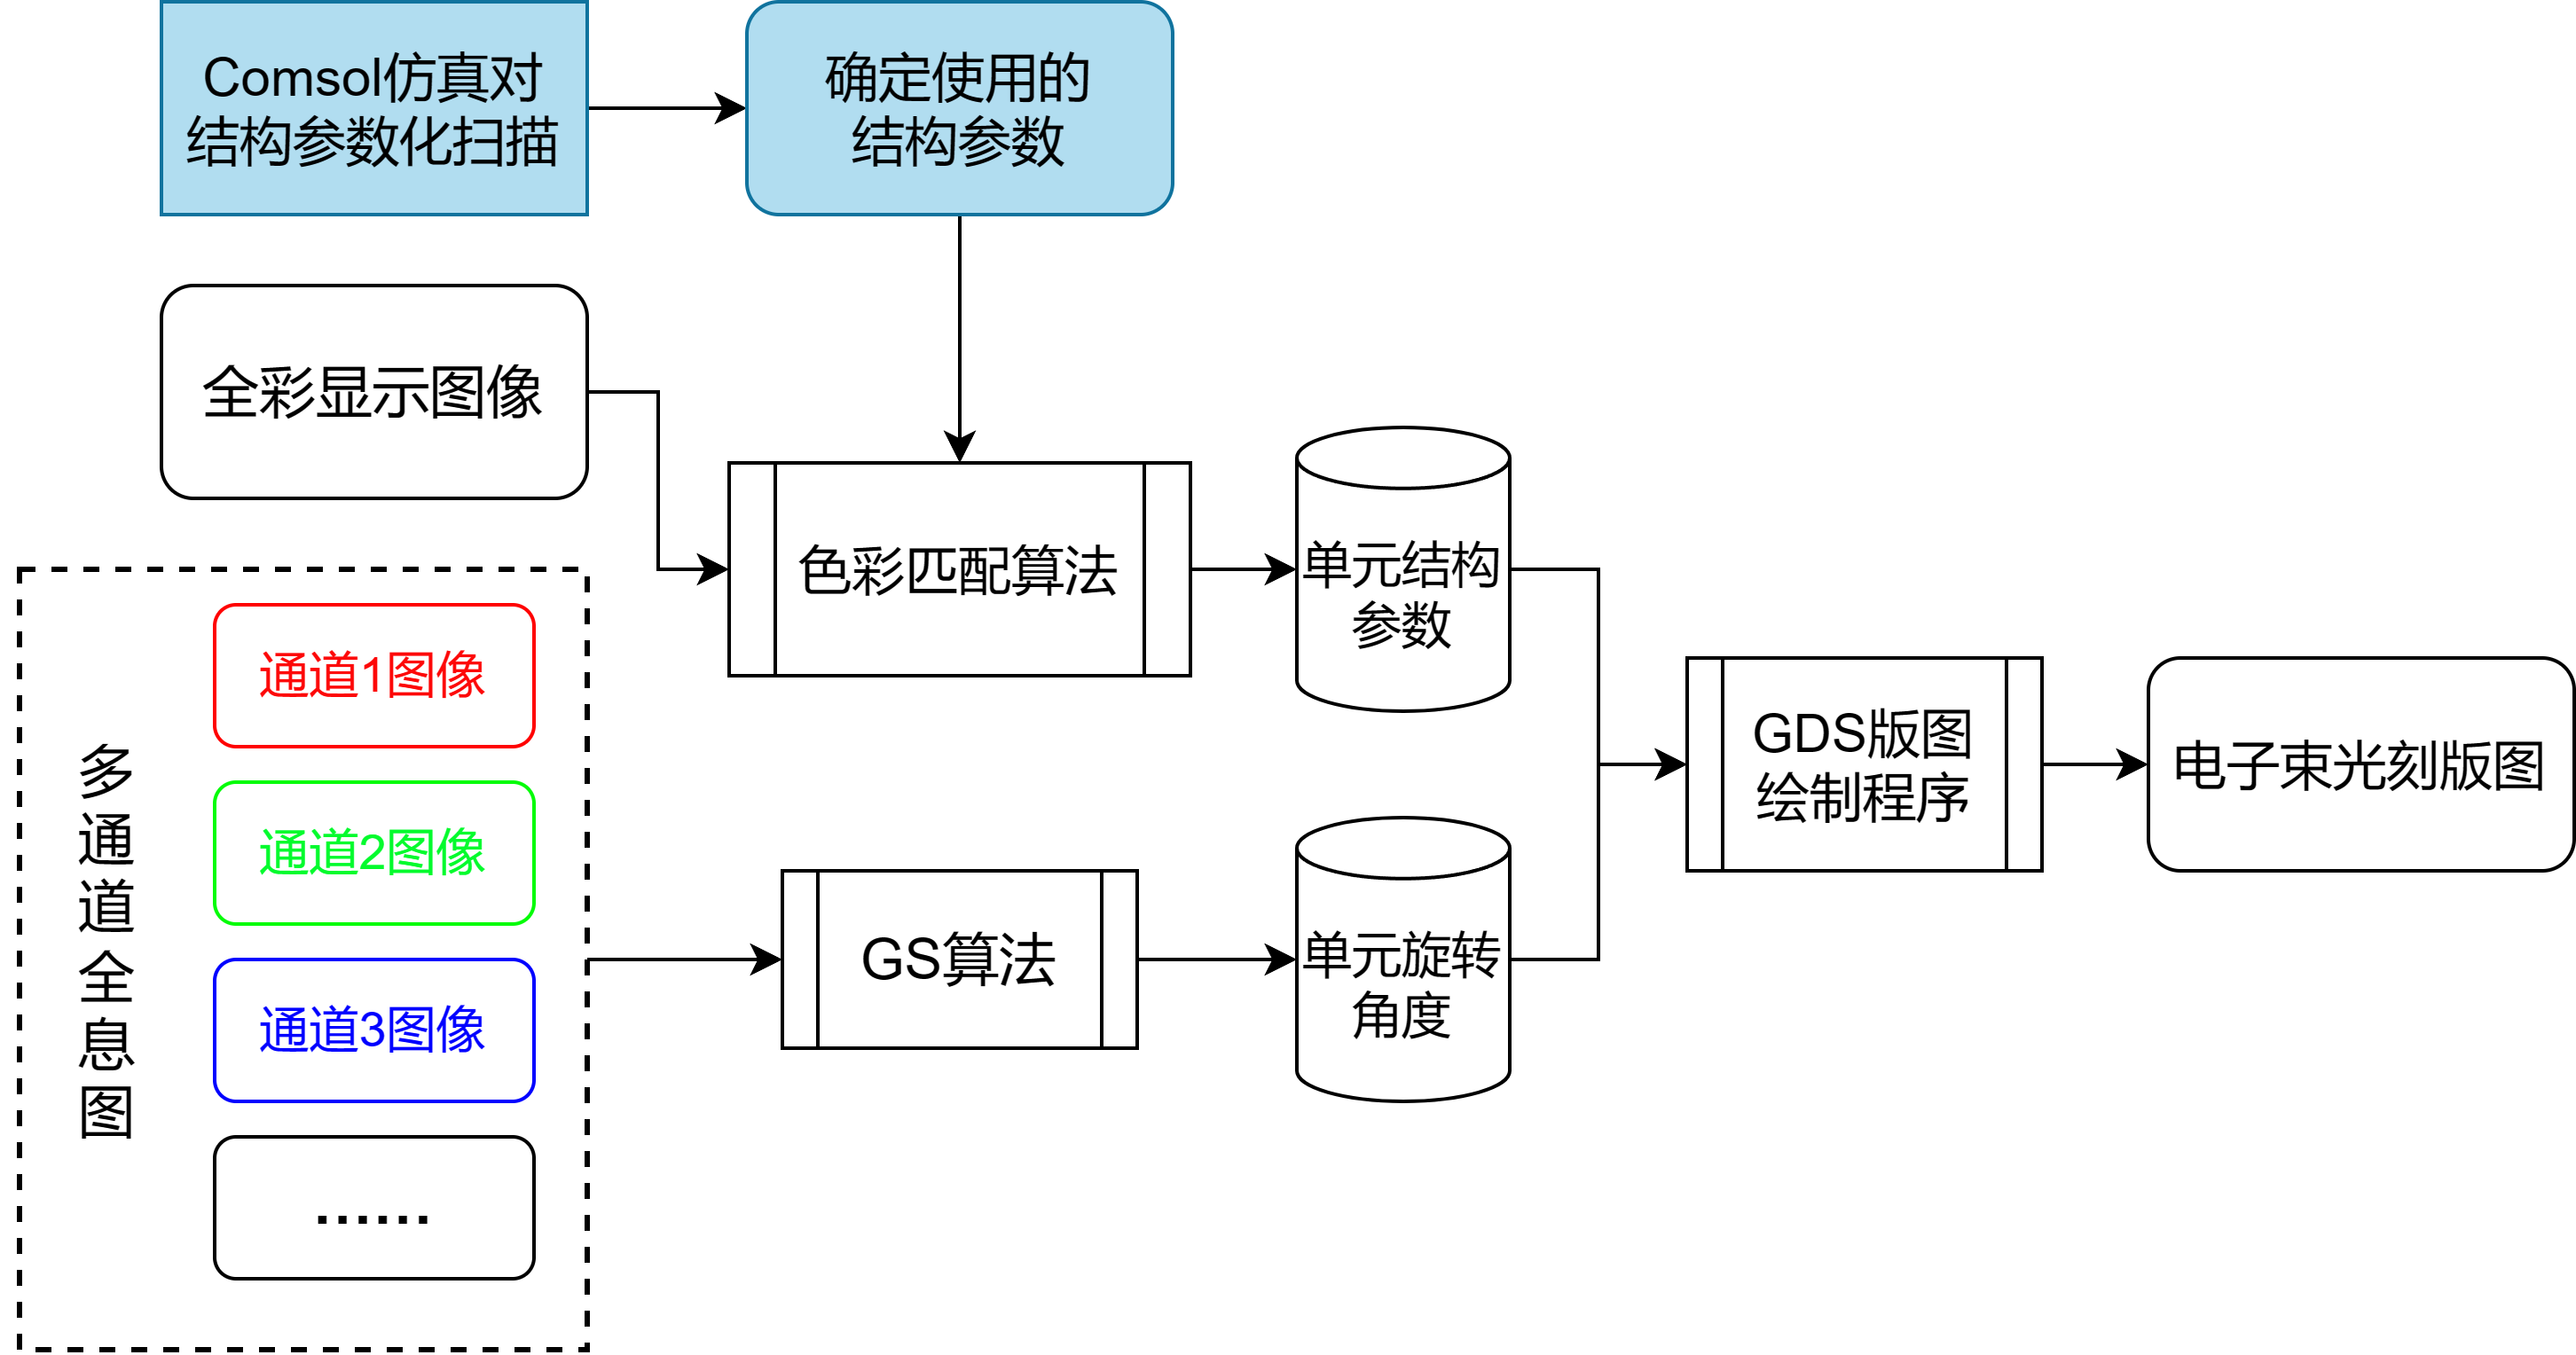 Comsol仿真对
结构参数化扫描
确定使用的
结构参数
全彩显示图像
色彩匹配算法
单元结构
参数
多
通
道
全
息
图
通道1图像
通道2图像
通道3图像
......
GS算法
单元旋转
角度
GDS版图
绘制程序
电子束光刻版图